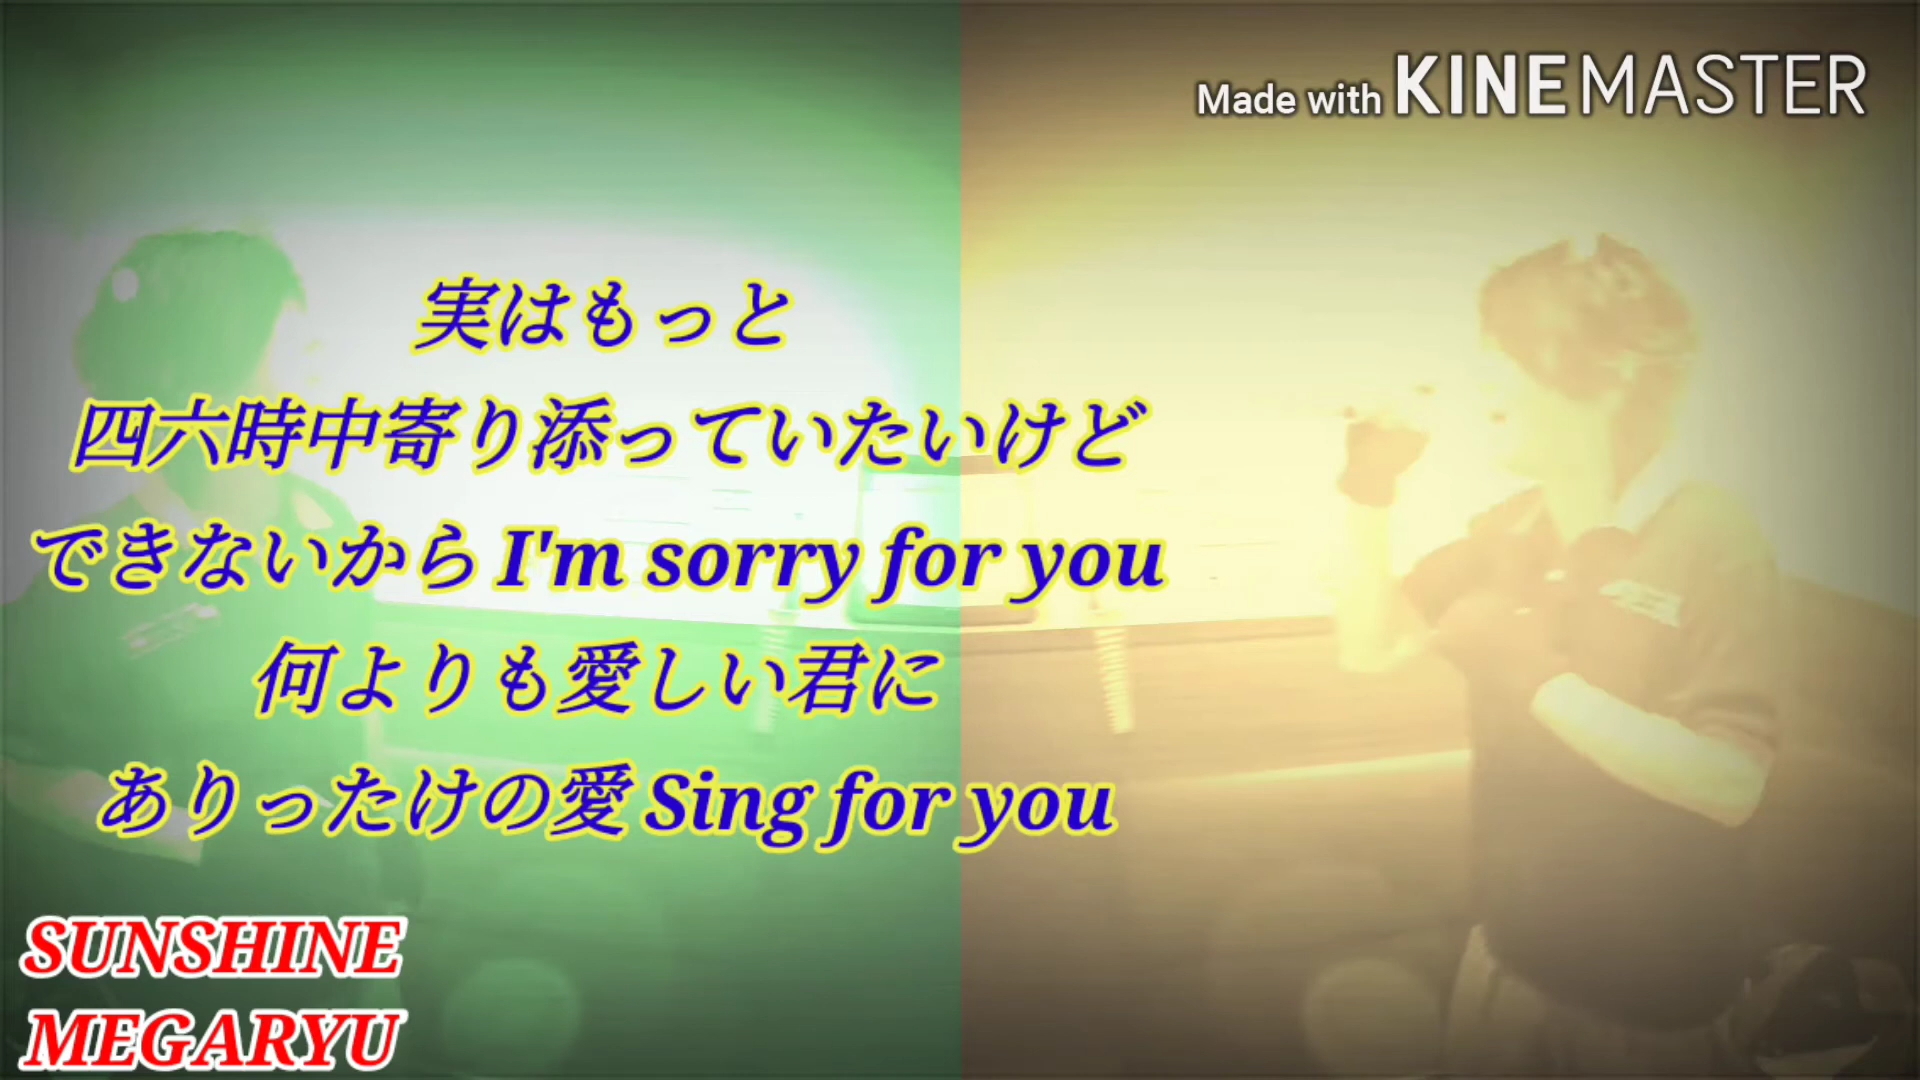 Made with KINEMASTER
実はもっと
四六時中寄り添っていたいけど
できないから I'm sorry for you
何よりも愛しい君に
ありったけの愛 Sing for you
SUNSHINE
MEGARYU